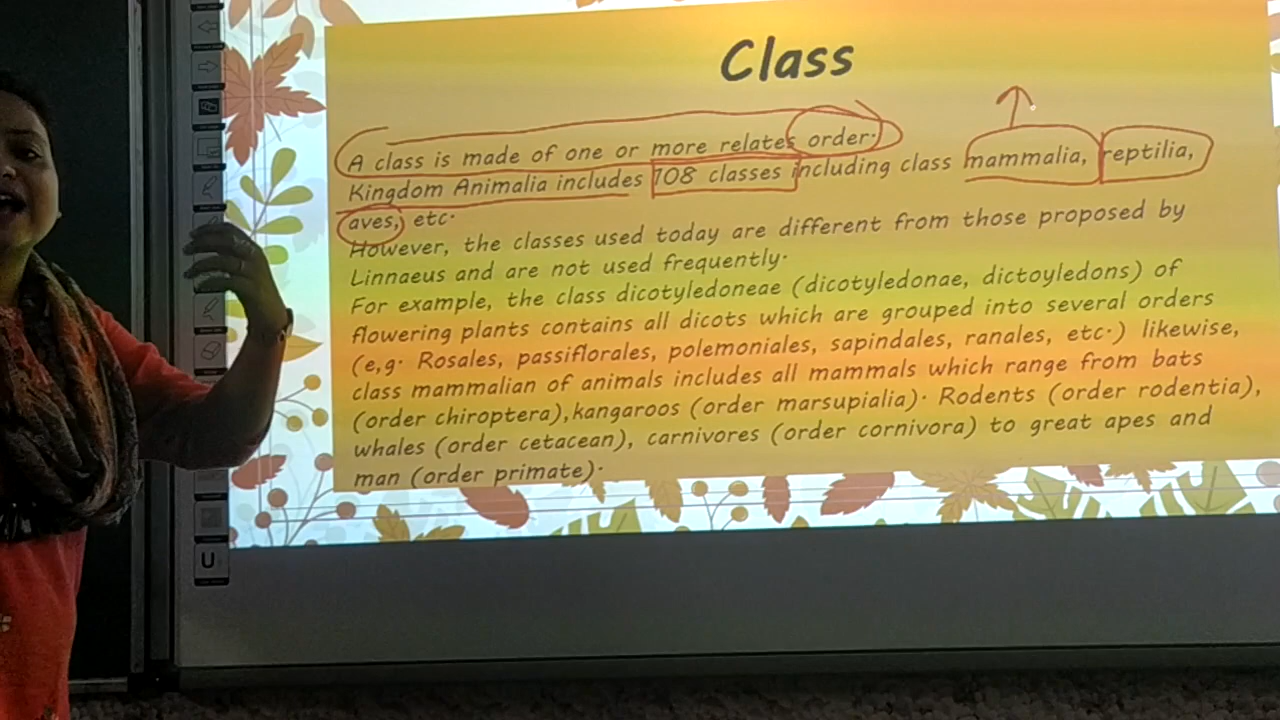 Class
A class is made of one or more relates order.
Kingdom Animalia includes 108 classes including class mammalia, reptilia,
aves, etc.
However, the classes used today are different from those proposed by
Linnaeus and are not used frequently.
For example, the class dicotyledoneae (dicotyledonae, dictoyledons) of
flowering plants contains all dicots which are grouped into several orders
(e,g. Rosales, passiflorales, polemoniales, sapindales, ranales, etc.) likewise,
class mammalian of animals includes all mammals which range from bats
(order chiroptera),kangaroos (order marsupialia). Rodents (order rodentia),
whales (order cetacean), carnivores (order cornivora) to great apes and
man (order primate).
U